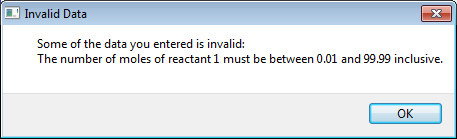 Invalid Data
Some of the data you entered is invalid:
The number of moles of reactant 1 must be between 0.01 and 99.99 inclusive.
OK